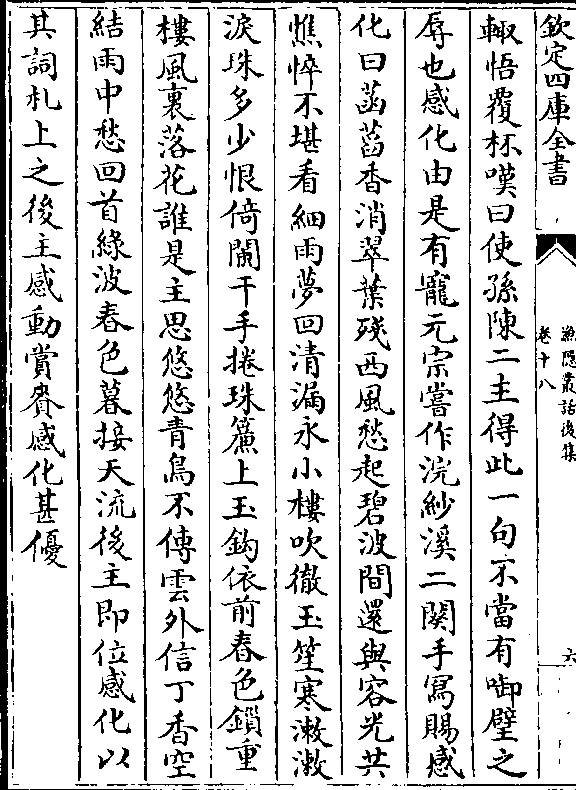 欽定四庫全書
漁隱叢話後集
卷十八
六
輙悟覆杯嘆曰使孫陳二主得此一句不當有啣璧之
辱也感化由是有寵元宗嘗作浣紗溪二闋手寫賜感
化曰菡萏香消翠葉殘西風愁起碧波間還與容光共
憔悴不堪看細雨夢回清漏永小樓吹徹玉笙寒漱漱
淚珠多少恨倚闌干手捲珠簾上玉鈎依前春色鎖重
樓風裏落花誰是主思悠悠青鳥不傳雲外信丁香空
結雨中愁回首綠波春色暮接天流後主即位感化以
其詞札上之後主感動賞賚感化甚優